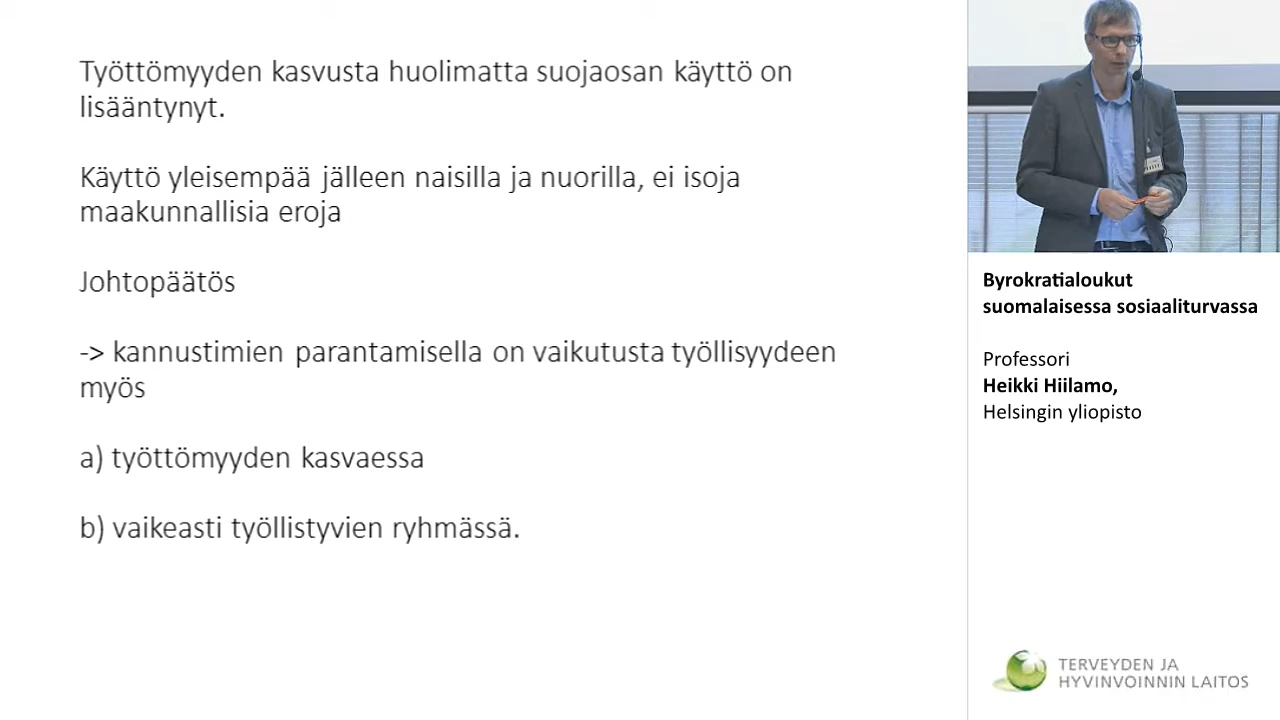 Työttömyyden kasvusta huolimatta suojaosan käyttö on
lisääntynyt.
Käyttö yleisempää jälleen naisilla ja nuorilla, ei isoja
maakunnallisia eroja
Johtopäätös
-> kannustimien parantamisella on vaikutusta työllisyydeen
myös
a) työttömyyden kasvaessa
b) vaikeasti työllistyvien ryhmässä.
Byrokratialoukut
suomalaisessa sosiaaliturvassa
Professori
Heikki Hiilamo,
Helsingin yliopisto
TERVEYDEN JA
HYVINVOINNIN LAITOS